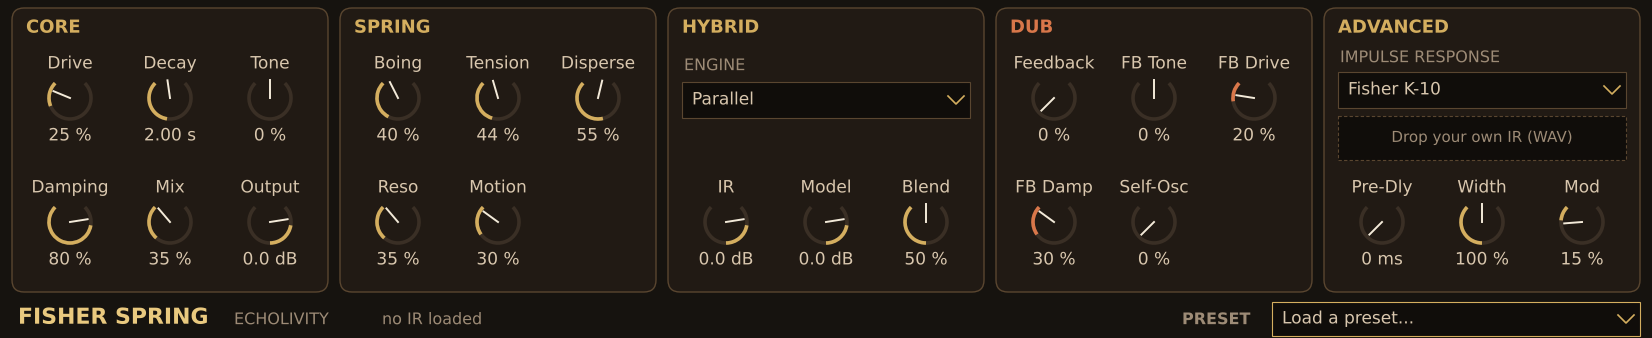 CORE
Drive Decay Tone
25 % 2.00 s 0 %
Damping Mix Output
80 % 35 % 0.0 dB
SPRING
Boing Tension Disperse
40 % 44 % 55 %
Reso Motion
35 % 30 %
HYBRID
ENGINE
Parallel
IR Model Blend
0.0 dB 0.0 dB 50 %
DUB
Feedback FB Tone FB Drive
0 % 0 % 20 %
FB Damp Self-Osc
30 % 0 %
ADVANCED
IMPULSE RESPONSE
Fisher K-10
Drop your own IR (WAV)
Pre-Dly Width Mod
0 ms 100 % 15 %
FISHER SPRING ECHOLIVITY no IR loaded PRESET Load a preset...